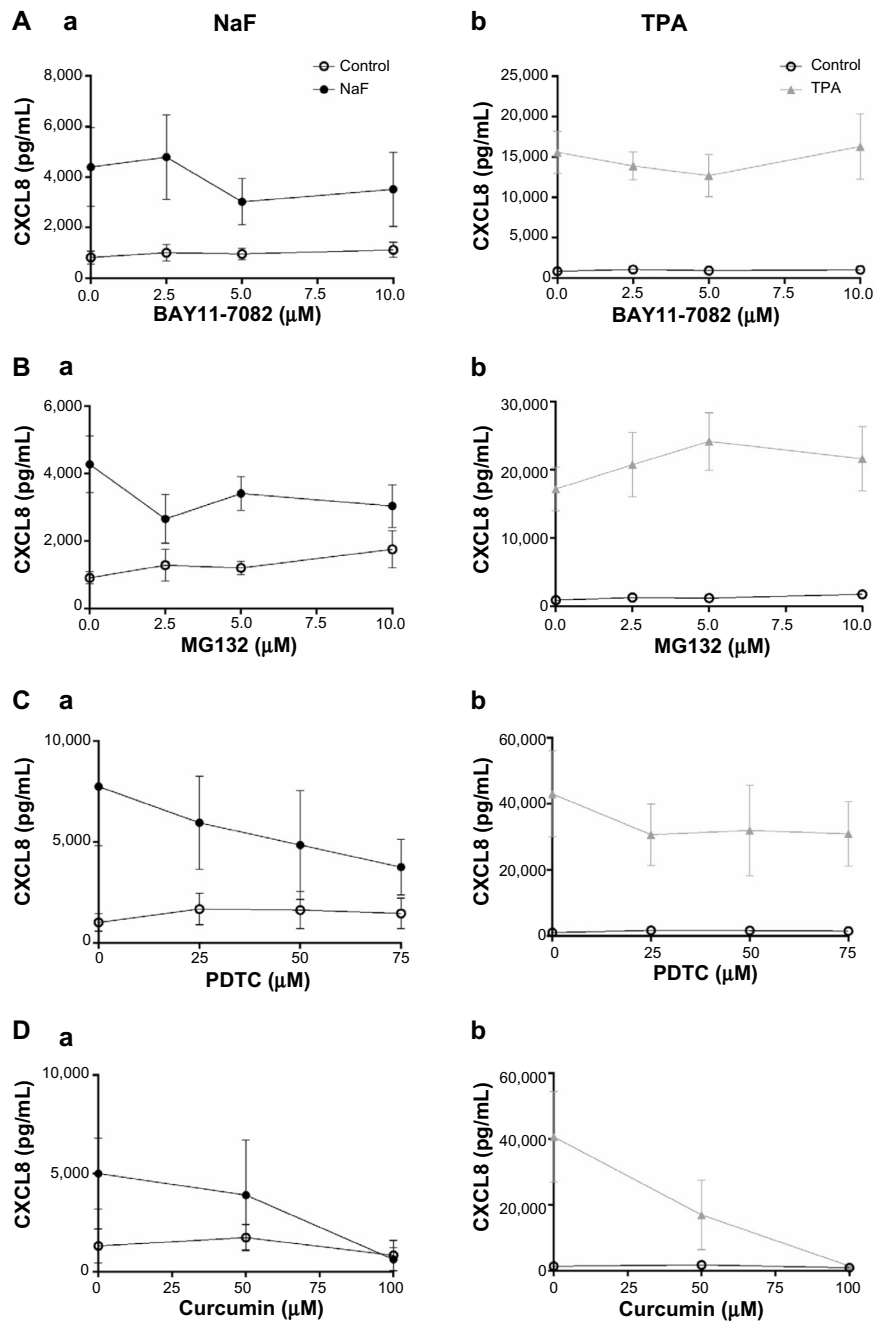 A a NaF b TPA
Control
NaF
Control
TPA
CXCL8 (pg/mL)
8,000
6,000
4,000
2,000
0
0.0 2.5 5.0 7.5 10.0
BAY11-7082 (μM)
CXCL8 (pg/mL)
25,000
20,000
15,000
10,000
5,000
0
0.0 2.5 5.0 7.5 10.0
BAY11-7082 (μM)
B a b
CXCL8 (pg/mL)
6,000
4,000
2,000
0
0.0 2.5 5.0 7.5 10.0
MG132 (μM)
CXCL8 (pg/mL)
30,000
20,000
10,000
0
0.0 2.5 5.0 7.5 10.0
MG132 (μM)
C a b
CXCL8 (pg/mL)
10,000
5,000
0
0 25 50 75
PDTC (μM)
CXCL8 (pg/mL)
60,000
40,000
20,000
0
0 25 50 75
PDTC (μM)
D a b
CXCL8 (pg/mL)
10,000
5,000
0
0 25 50 75 100
Curcumin (μM)
CXCL8 (pg/mL)
60,000
40,000
20,000
0
0 25 50 75 100
Curcumin (μM)